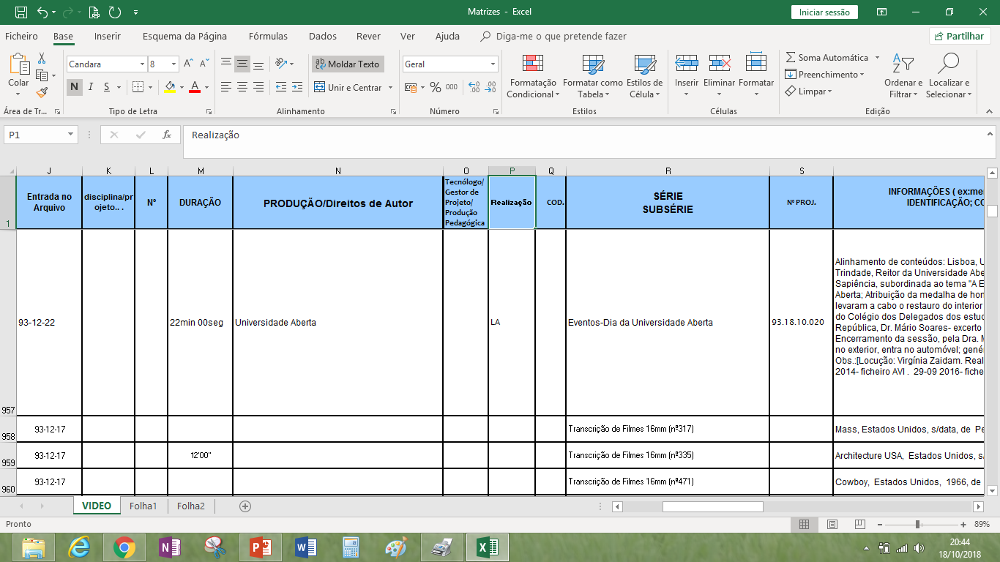 Matrizes - Excel
Iniciar sessão
Ficheiro Base Inserir Esquema da Página Fórmulas Dados Rever Ver Ajuda Diga-me o que pretende fazer Partilhar
Colar
Área de Tr...
Candara 8
N I S A
Tipo de Letra
Moldar Texto
Unir e Centrar
Alinhamento
Geral
% 000
Número
Formatação Condicional
Formatar como Tabela
Estilos de Célula
Estilos
Inserir
Eliminar
Formatar
Células
Soma Automática
Preenchimento
Limpar
Ordenar e Filtrar
Localizar e Selecionar
Edição
P1 fx Realização
J K L M N O P Q R S
1
Entrada no
Arquivo
disciplina/pr
ojeto.. .
Nº
DURAÇÃO
PRODUÇÃO/Direitos de Autor
Tecnólogo/
Gestor de
Projeto/
Produção
Pedagógica
Realização
COD.
SÉRIE
SUBSÉRIE
Nº PROJ.
INFORMAÇÕES ( ex:me
IDENTIFICAÇÃO; CO
957
93-12-22
22min 00seg
Universidade Aberta
LA
Eventos-Dia da Universidade Aberta
93.18.10.020
Alinhamento de conteúdos: Lisboa, U
Trindade, Reitor da Universidade Abe
Sapiência, subordinada ao tema "A E
Aberta; Atribuição da medalha de hor
levaram a cabo o restauro do interior
do Colégio dos Delegados dos estuc
República, Dr. Mário Soares- excerto
Encerramento da sessão, pela Dra. M
no exterior, entra no automóvel; gené
Obs.:[Locução: Virgínia Zaidam. Real
2014- ficheiro AVI . 29-09 2016- fiche
958 93-12-17 Transcrição de Filmes 16mm (nº317) Mass, Estados Unidos, s/data, de Pe
959 93-12-17 12'00" Transcrição de Filmes 16mm (nº335) Architecture USA, Estados Unidos, s/
960 93-12-17 Transcrição de Filmes 16mm (nº471) Cowboy, Estados Unidos, 1966, de
VIDEO Folha1 Folha2
Pronto 89%
20:44
18/10/2018